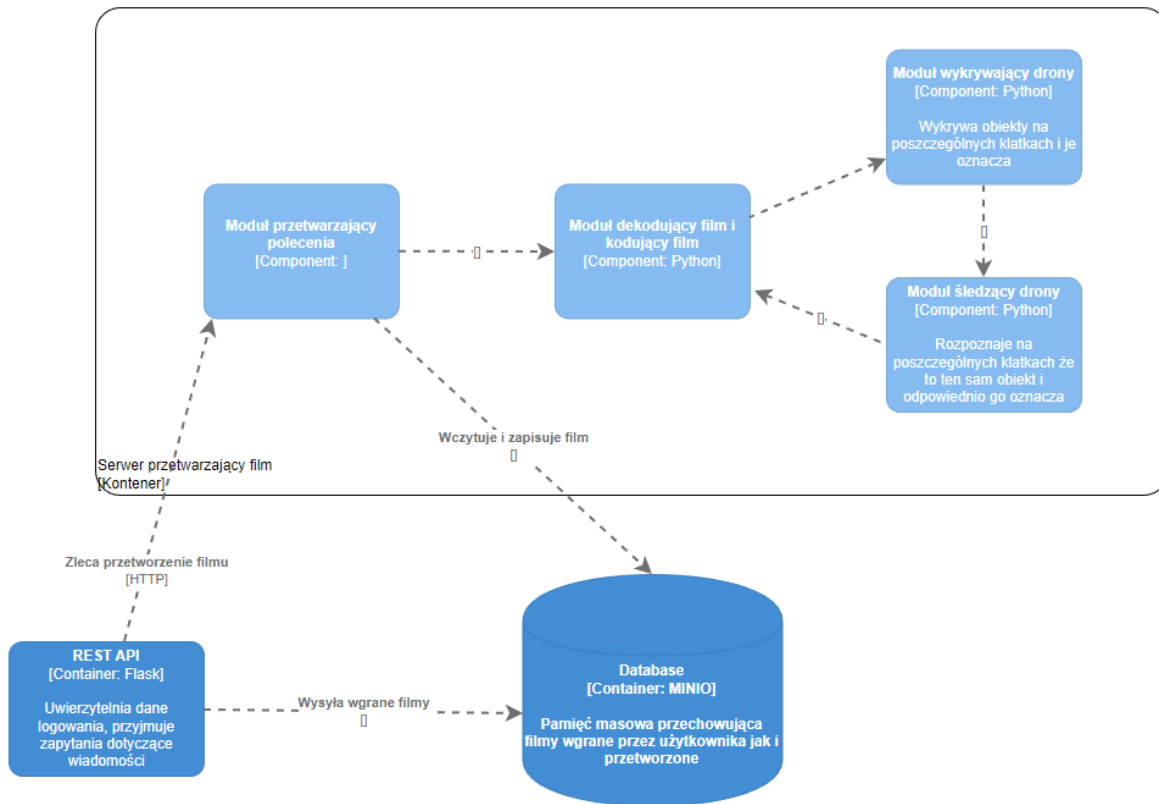 Moduł wykrywający drony
[Component: Python]
Wykrywa obiekty na
poszczególnych klatkach i je
oznacza
Moduł przetwarzający
polecenia
[Component: ]
[]
Moduł dekodujący film i
kodujący film
[Component: Python]
[]
Moduł śledzący drony
[Component: Python]
Rozpoznaje na
poszczególnych klatkach że
to ten sam obiekt i
odpowiednio go oznacza
[]
Wczytuje i zapisuje film
[]
Serwer przetwarzający film
[Kontener]
Zleca przetworzenie filmu
[HTTP]
REST API
[Container: Flask]
Uwierzytelnia dane
logowania, przyjmuje
zapytania dotyczące
wiadomości
Wysyła wgrane filmy
[]
Database
[Container: MINIO]
Pamięć masowa przechowująca
filmy wgrane przez użytkownika jak i
przetworzone